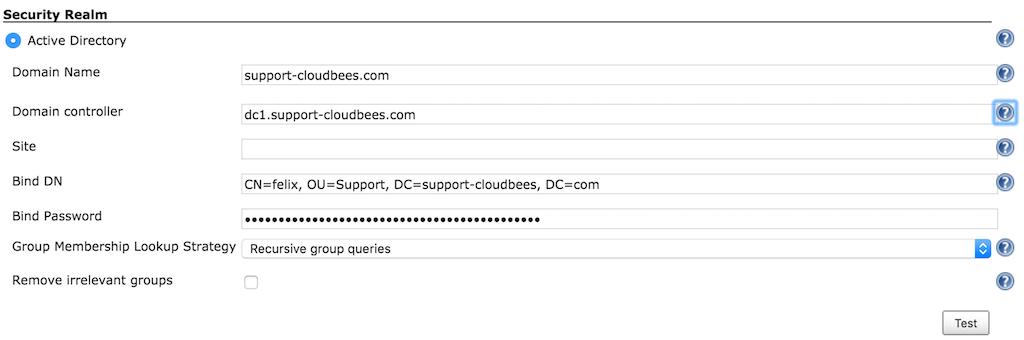 Security Realm
Active Directory
Domain Name support-cloudbees.com
Domain controller dc1.support-cloudbees.com
Site
Bind DN CN=felix, OU=Support, DC=support-cloudbees, DC=com
Bind Password ••••••••••••••••••••••••••••••••••••••••••••
Group Membership Lookup Strategy Recursive group queries
Remove irrelevant groups
Test